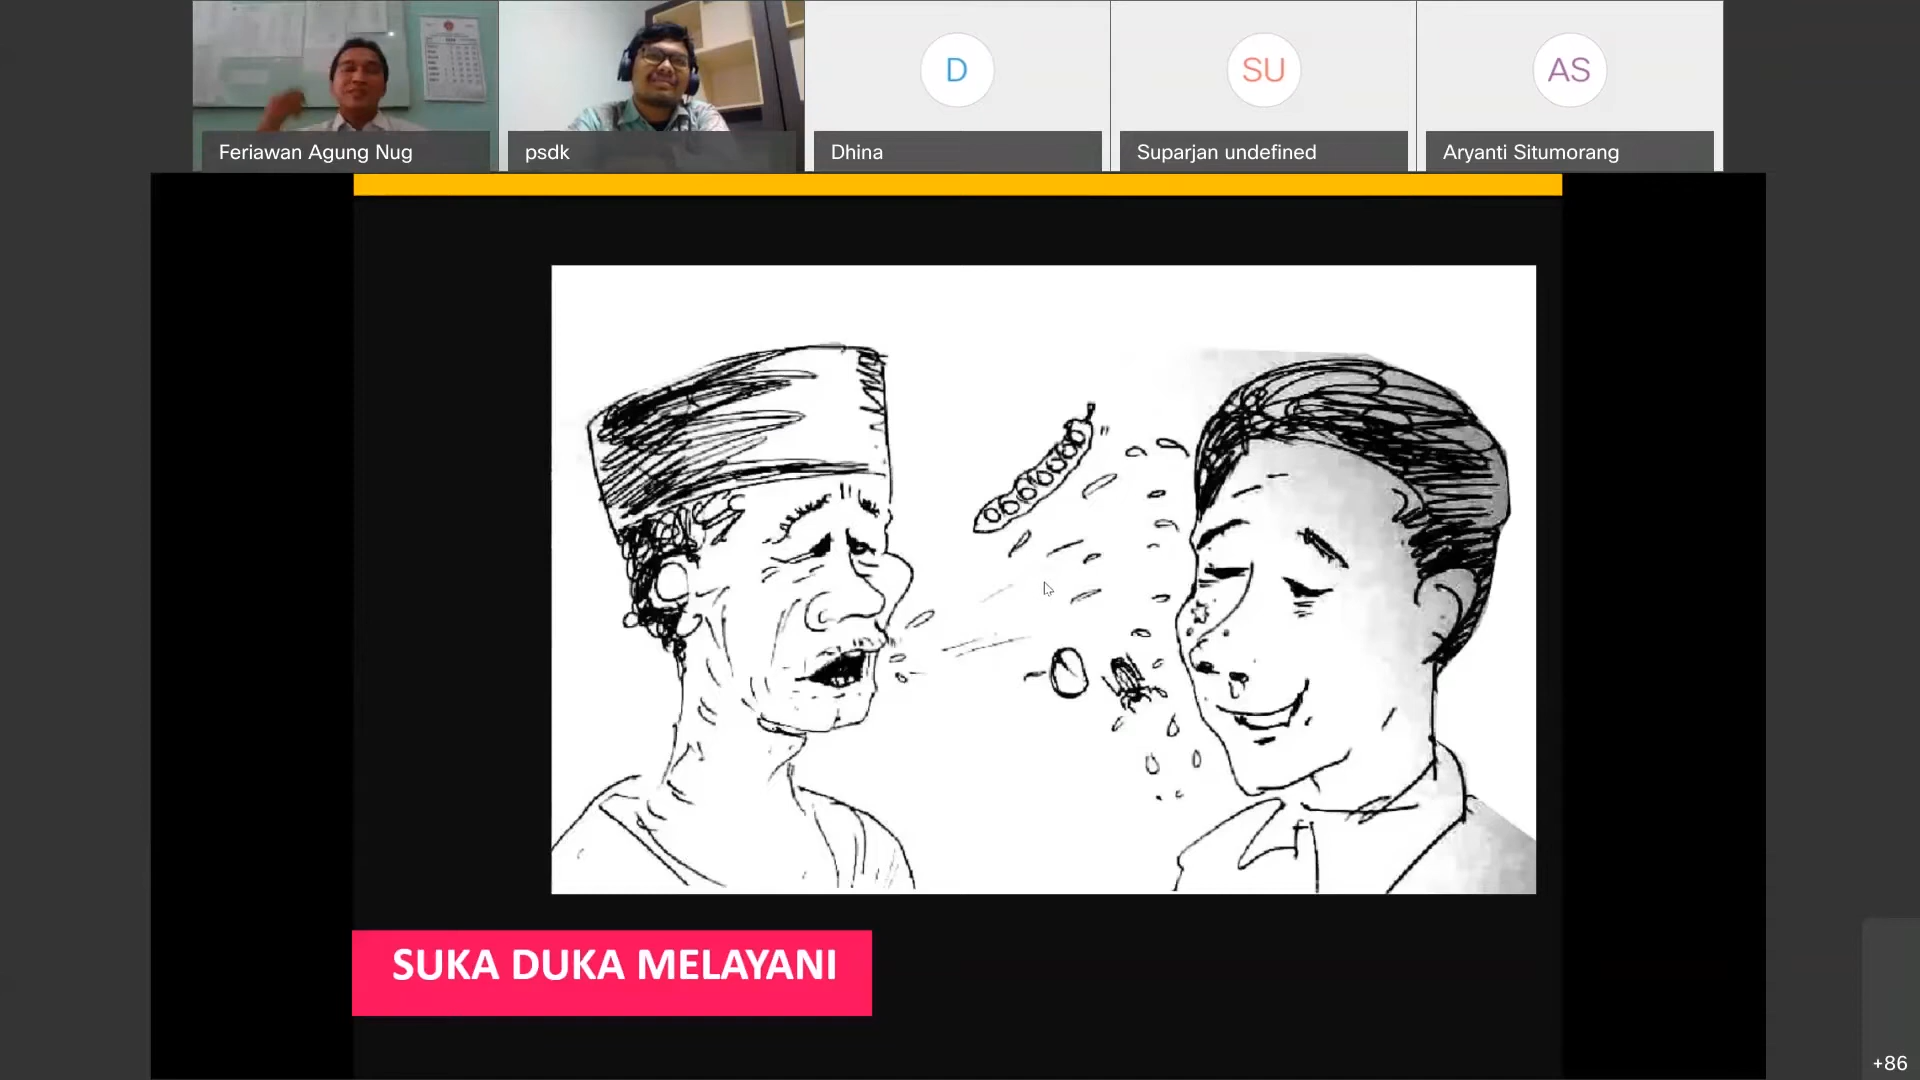 Feriawan Agung Nug
psdk
D
Dhina
SU
Suparjan undefined
AS
Aryanti Situmorang
SUKA DUKA MELAYANI
+86